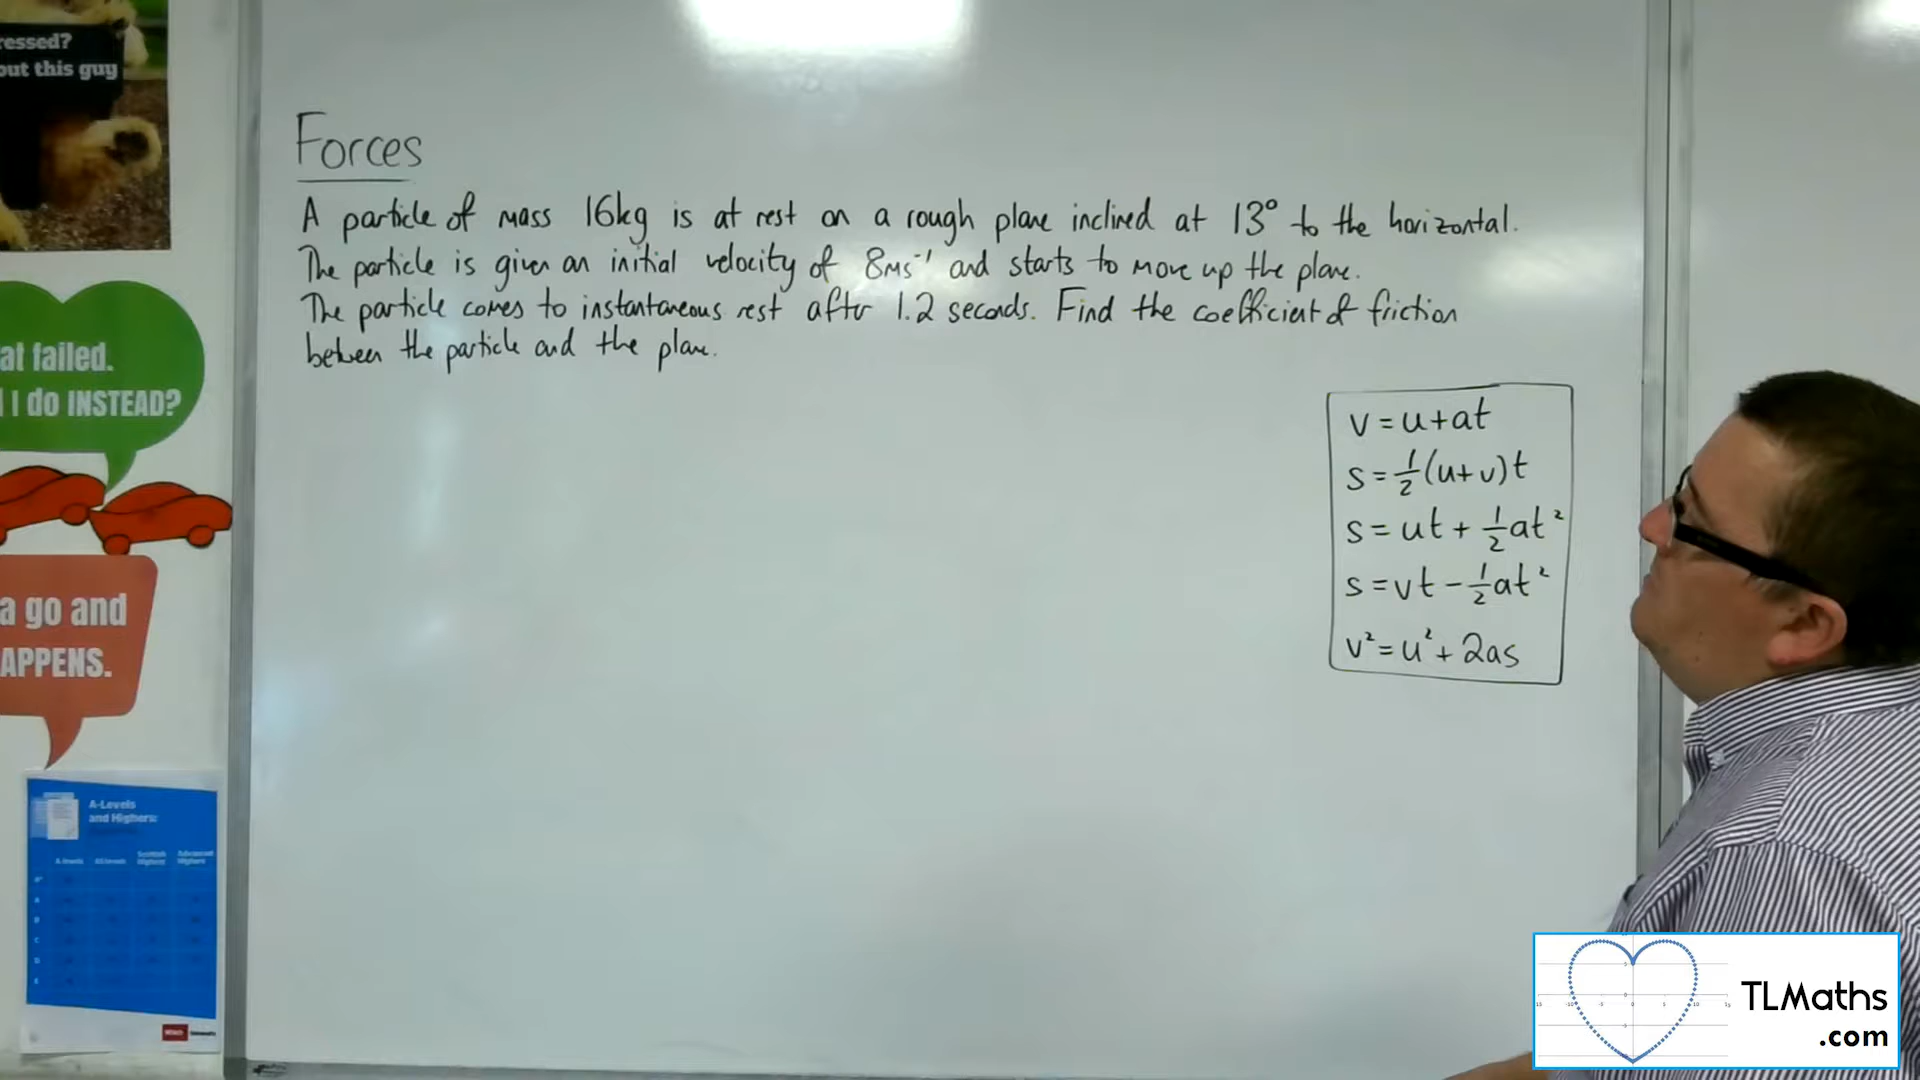 ressed?
out this guy
Forces
A particle of mass 16kg is at rest on a rough plane inclined at 13° to the horizontal.
The particle is given an initial velocity of 8ms⁻¹ and starts to move up the plane.
The particle comes to instantaneous rest after 1.2 seconds. Find the coefficient of friction
between the particle and the plane.
at failed.
I do INSTEAD?
v = u+at
s = ½(u+v)t
s = ut + ½at²
s = vt − ½at²
v² = u² + 2as
a go and
APPENS.
A-Levels
and Highers:
TLMaths
.com